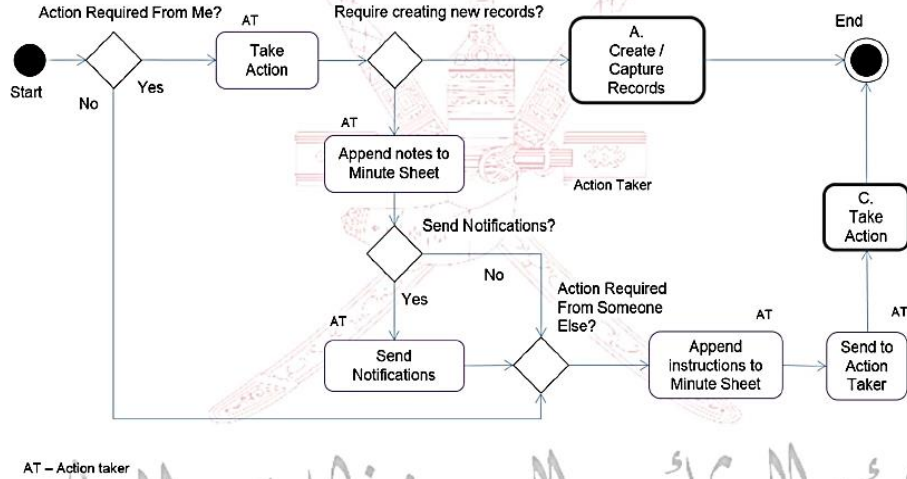 Action Required From Me?
AT
Require creating new records?
End
Take
Action
A.
Create /
Capture
Records
Start
Yes
No
AT
Append notes to
Minute Sheet
Action Taker
C.
Take
Action
Send Notifications?
No
Action Required
From Someone
Else?
Yes
AT
AT
AT
Send
Notifications
Append
instructions to
Minute Sheet
Send to
Action
Taker
AT – Action taker